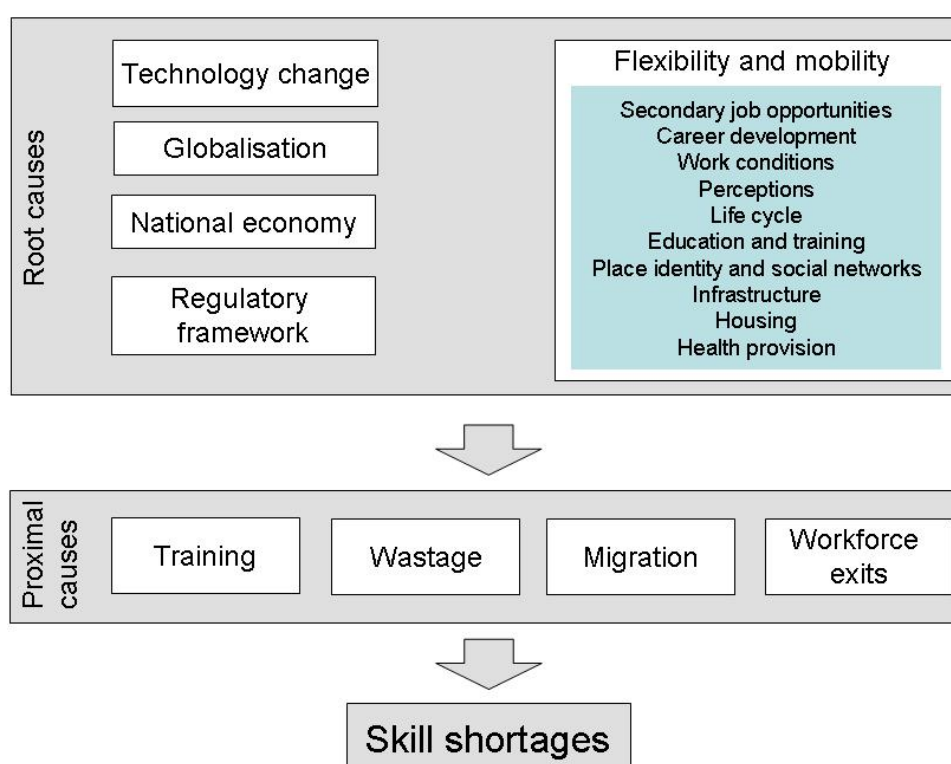 Root causes
Technology change
Globalisation
National economy
Regulatory
framework
Flexibility and mobility
Secondary job opportunities
Career development
Work conditions
Perceptions
Life cycle
Education and training
Place identity and social networks
Infrastructure
Housing
Health provision
Proximal
causes
Training
Wastage
Migration
Workforce
exits
Skill shortages